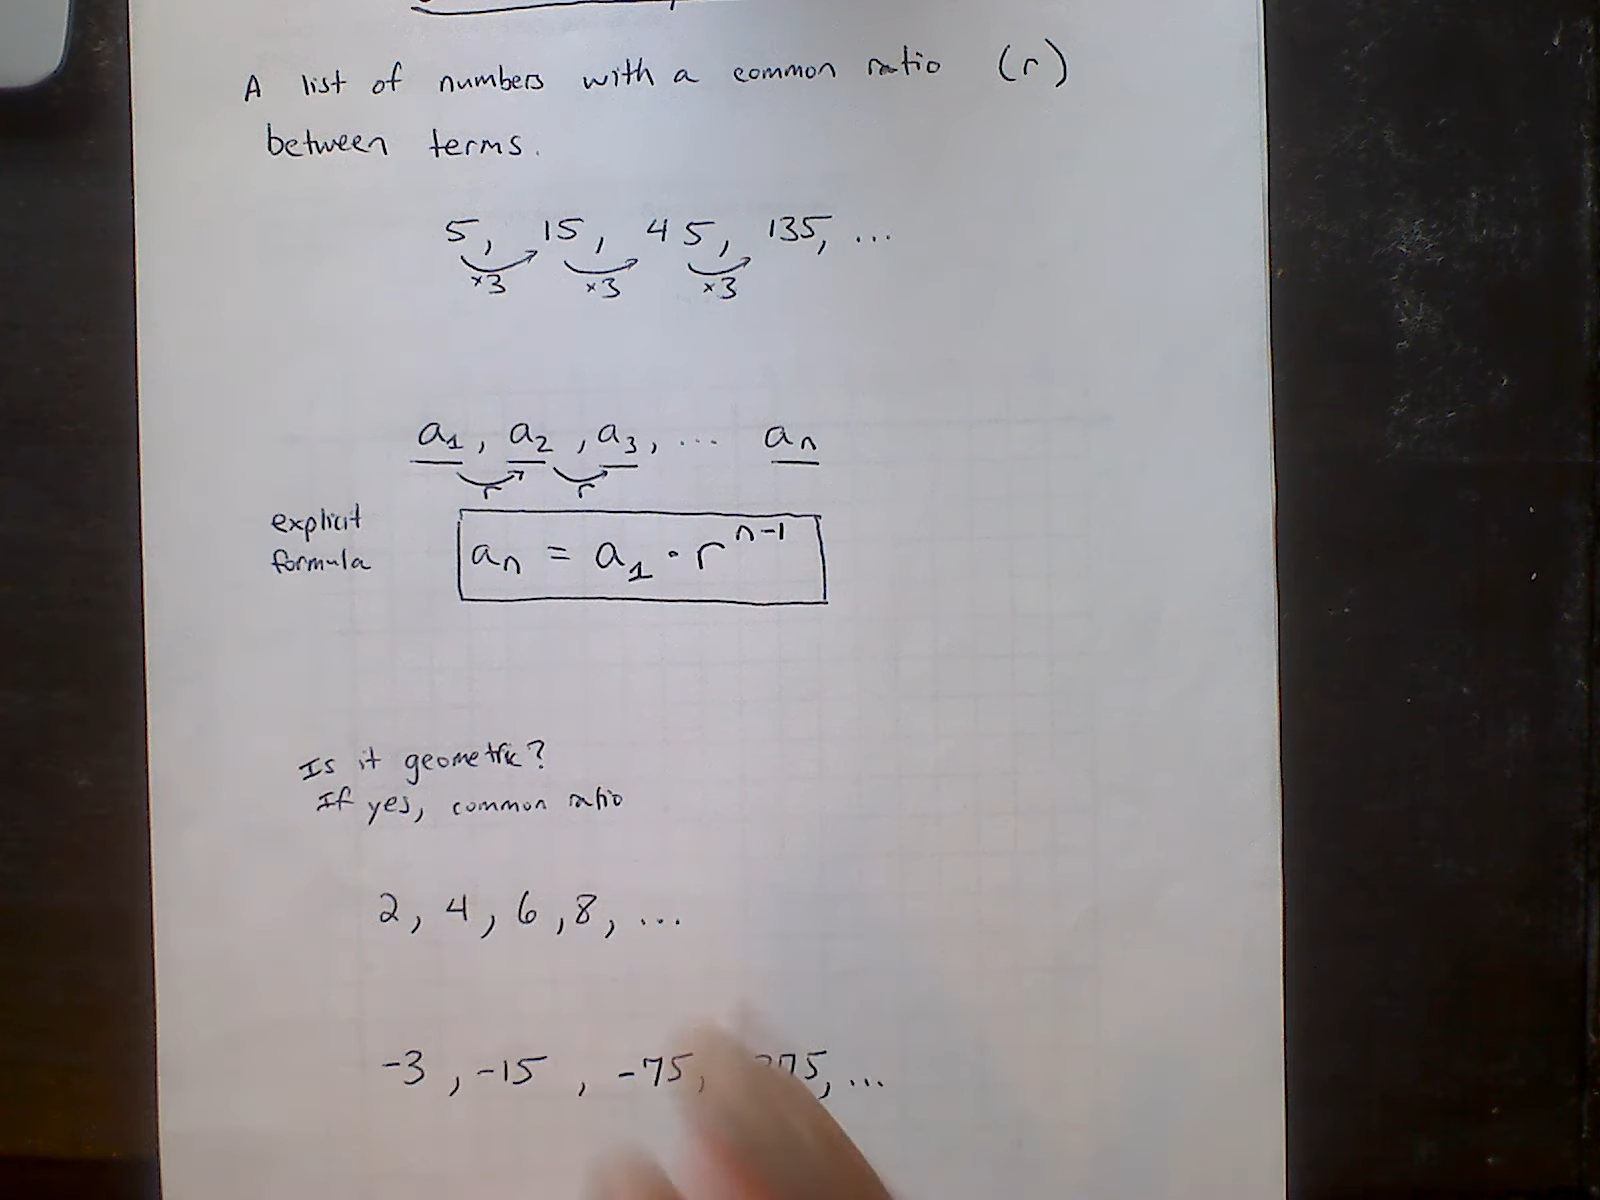 A list of numbers with a common ratio (r)
between terms.
5, 15, 45, 135, ...
×3 ×3 ×3
a₁, a₂, a₃, ... aₙ
r r
explicit
formula
aₙ = a₁ · rⁿ⁻¹
Is it geometric?
If yes, common ratio
2, 4, 6, 8, ...
-3, -15, -75, ...